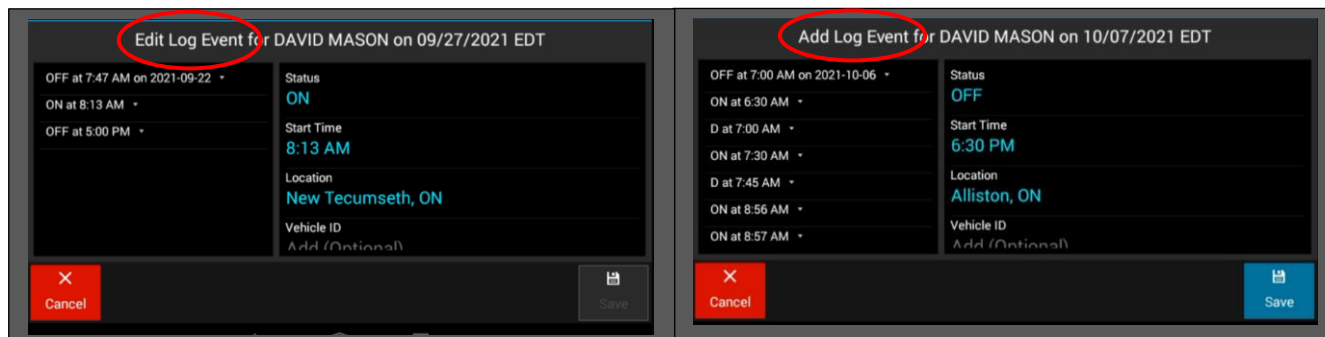 Edit Log Event for DAVID MASON on 09/27/2021 EDT
OFF at 7:47 AM on 2021-09-22
ON at 8:13 AM
OFF at 5:00 PM
Status
ON
Start Time
8:13 AM
Location
New Tecumseth, ON
Vehicle ID
Add (Optional)
Cancel
Save
Add Log Event for DAVID MASON on 10/07/2021 EDT
OFF at 7:00 AM on 2021-10-06
ON at 6:30 AM
D at 7:00 AM
ON at 7:30 AM
D at 7:45 AM
ON at 8:56 AM
ON at 8:57 AM
Status
OFF
Start Time
6:30 PM
Location
Alliston, ON
Vehicle ID
Add (Optional)
Cancel
Save